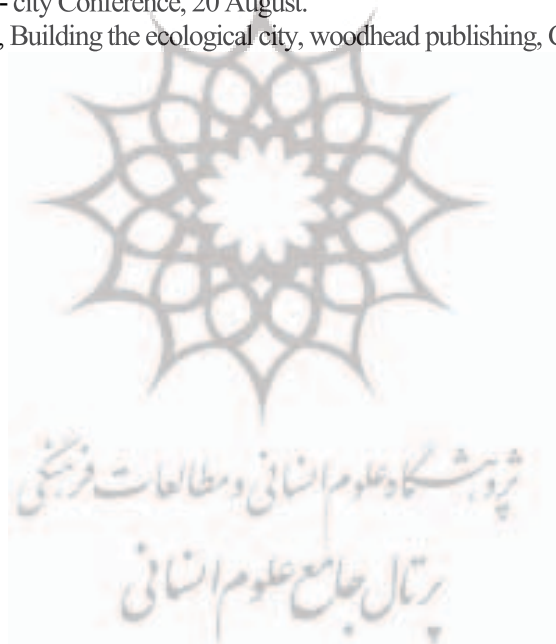 - city Conference, 20 August.
, Building the ecological city, woodhead publishing, C
پژوهشگاه علوم انسانی و مطالعات فرهنگی
پرتال جامع علوم انسانی